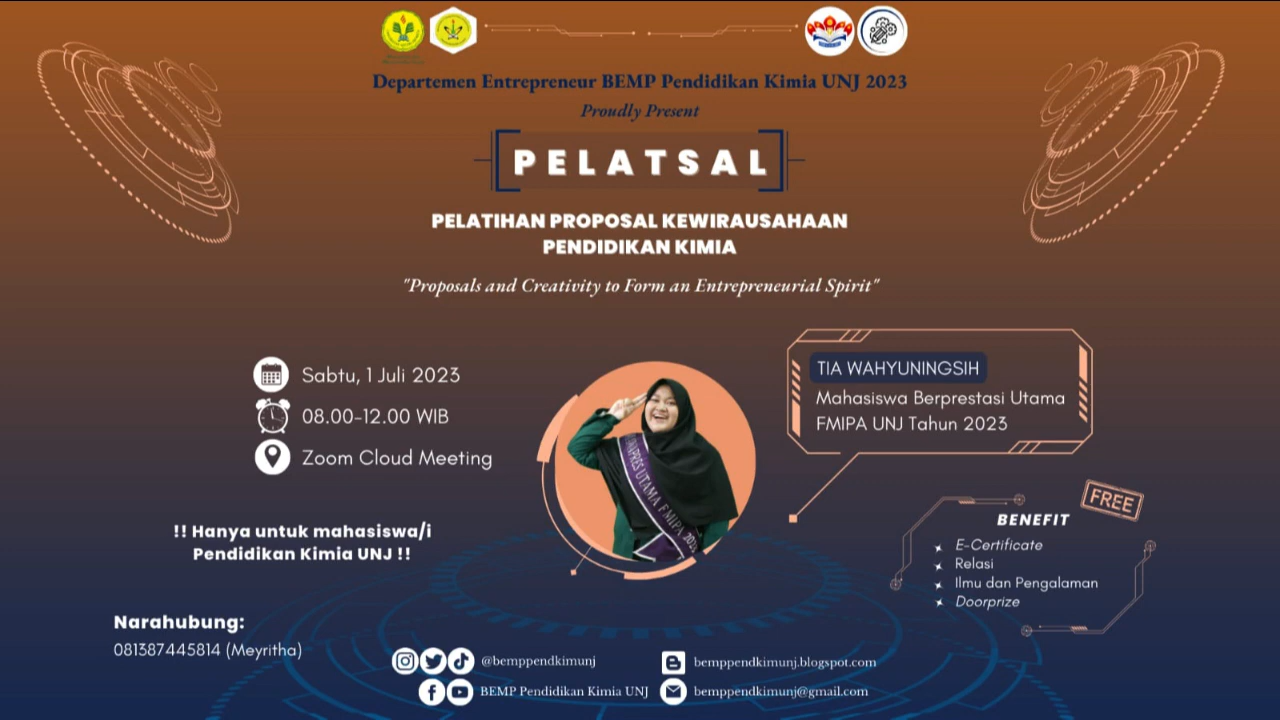 Departemen Entrepreneur BEMP Pendidikan Kimia UNJ 2023
Proudly Present
PELATSAL
PELATIHAN PROPOSAL KEWIRAUSAHAAN
PENDIDIKAN KIMIA
"Proposals and Creativity to Form an Entrepreneurial Spirit"
Sabtu, 1 Juli 2023
08.00-12.00 WIB
Zoom Cloud Meeting
!! Hanya untuk mahasiswa/i
Pendidikan Kimia UNJ !!
Narahubung:
081387445814 (Meyritha)
UTAMA FMIPA
TIA WAHYUNINGSIH
Mahasiswa Berprestasi Utama
FMIPA UNJ Tahun 2023
FREE
BENEFIT
E-Certificate
Relasi
Ilmu dan Pengalaman
Doorprize
@bemppendkimunj
bemppendkimunj.blogspot.com
BEMP Pendidikan Kimia UNJ
bemppendkimunj@gmail.com